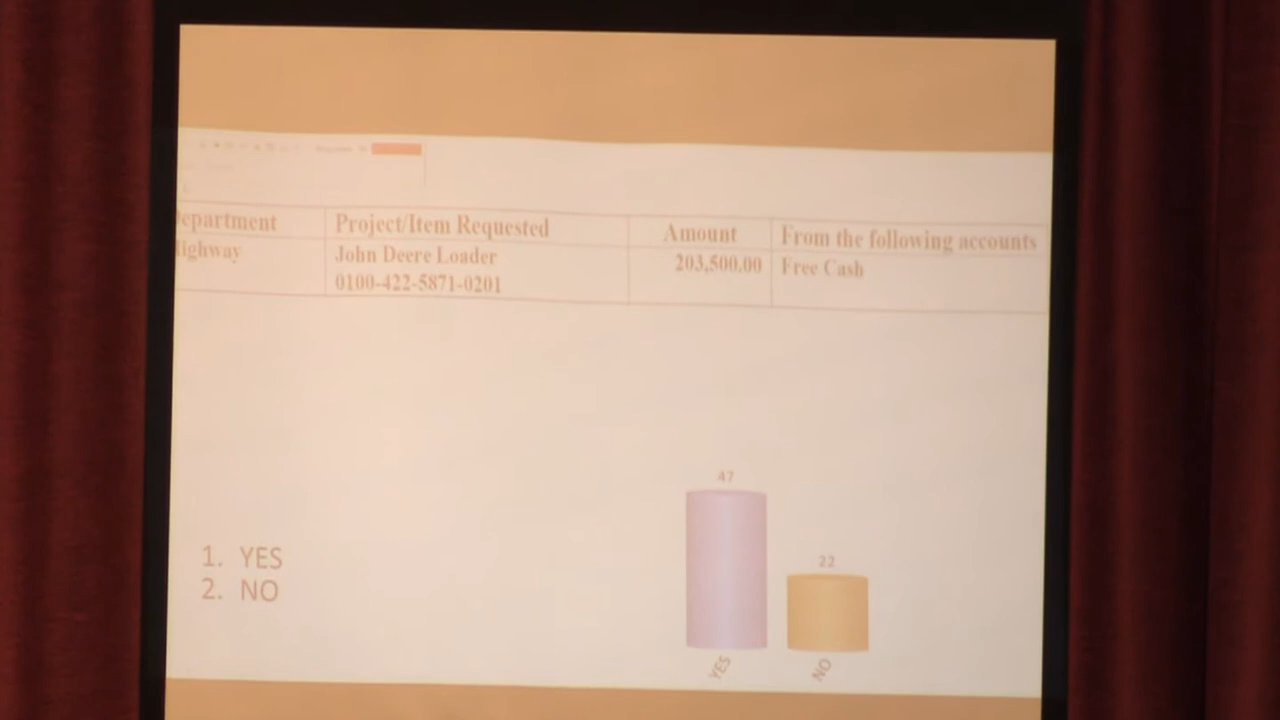 epartment Project/Item Requested Amount From the following accounts
ighway John Deere Loader 203,500.00 Free Cash
0100-422-5871-0201
47
22
1. YES
2. NO
YES NO